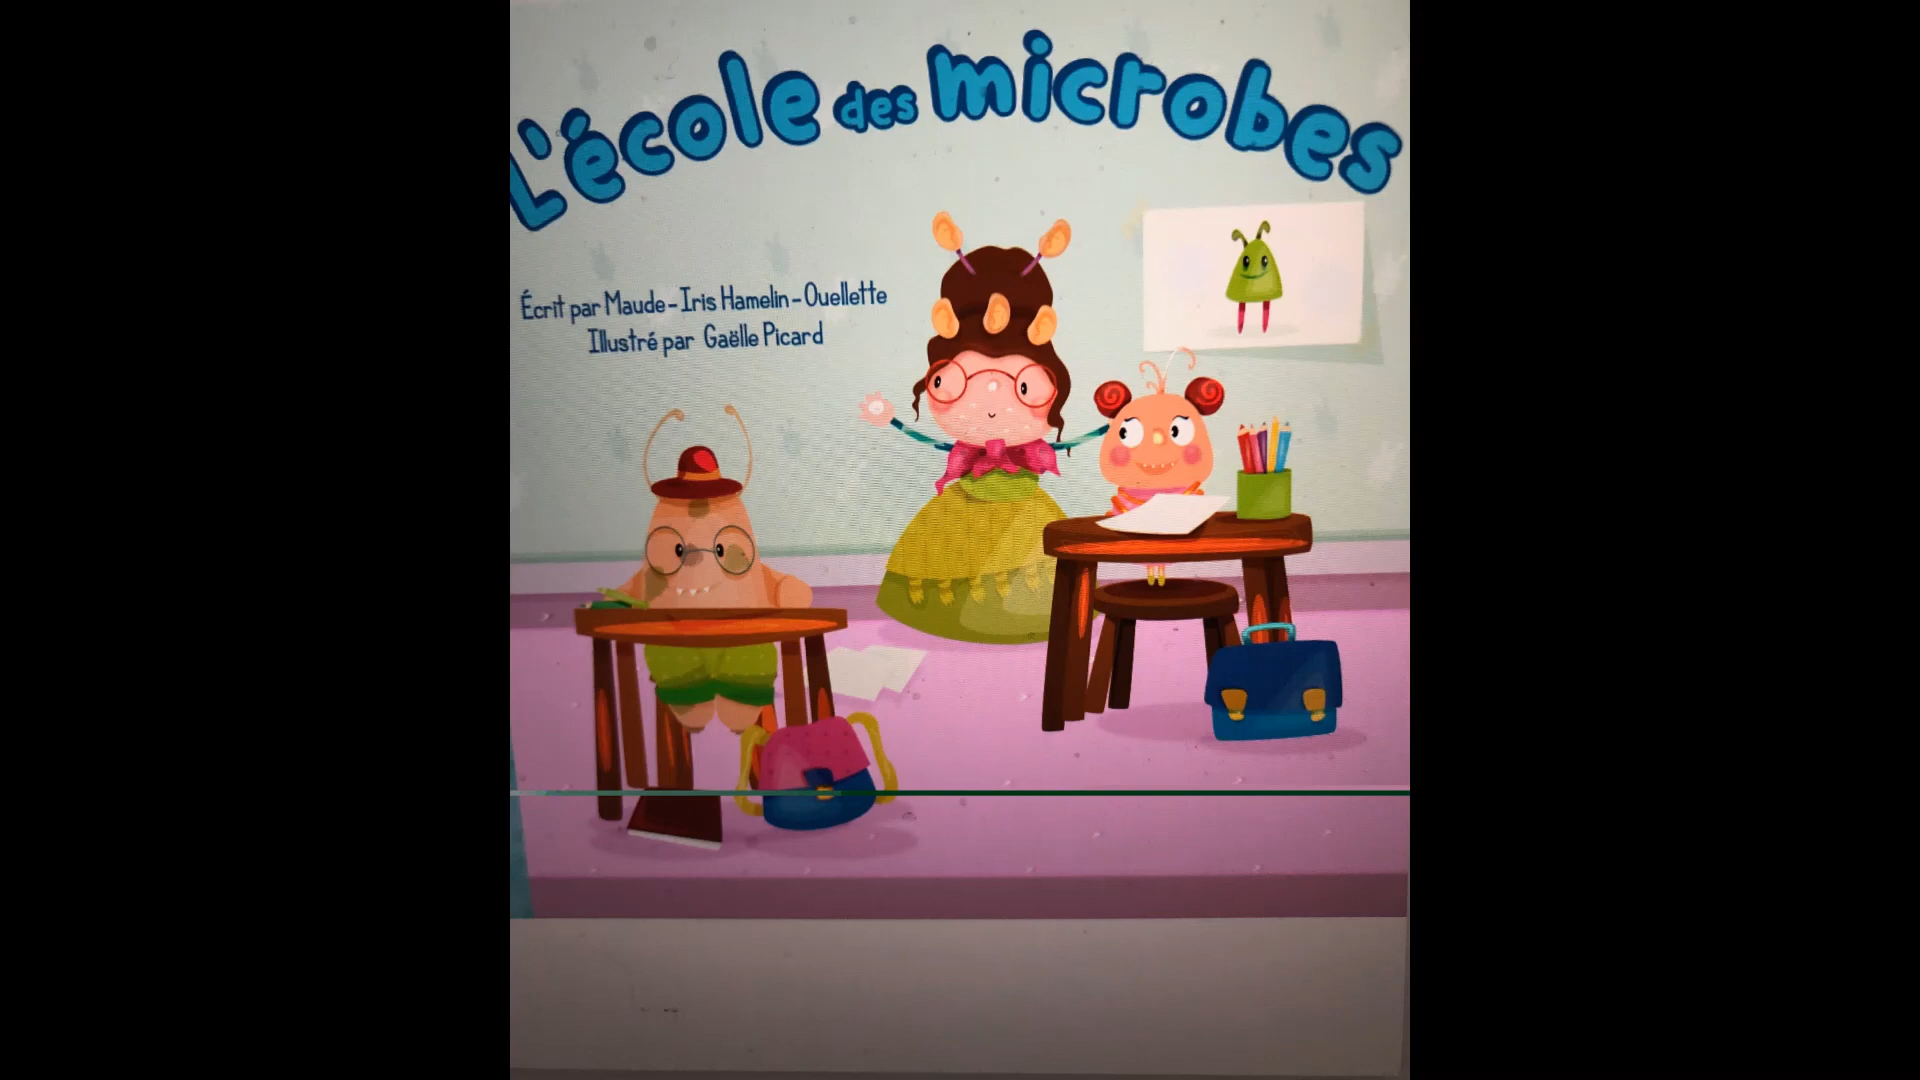 L'école des microbes
Écrit par Maude-Iris Hamelin-Ouellette
Illustré par Gaëlle Picard